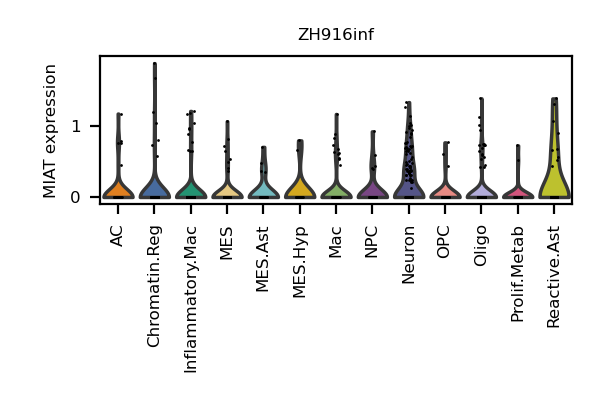 ZH916inf
MIAT expression
1
0
AC
Chromatin.Reg
Inflammatory.Mac
MES
MES.Ast
MES.Hyp
Mac
NPC
Neuron
OPC
Oligo
Prolif.Metab
Reactive.Ast